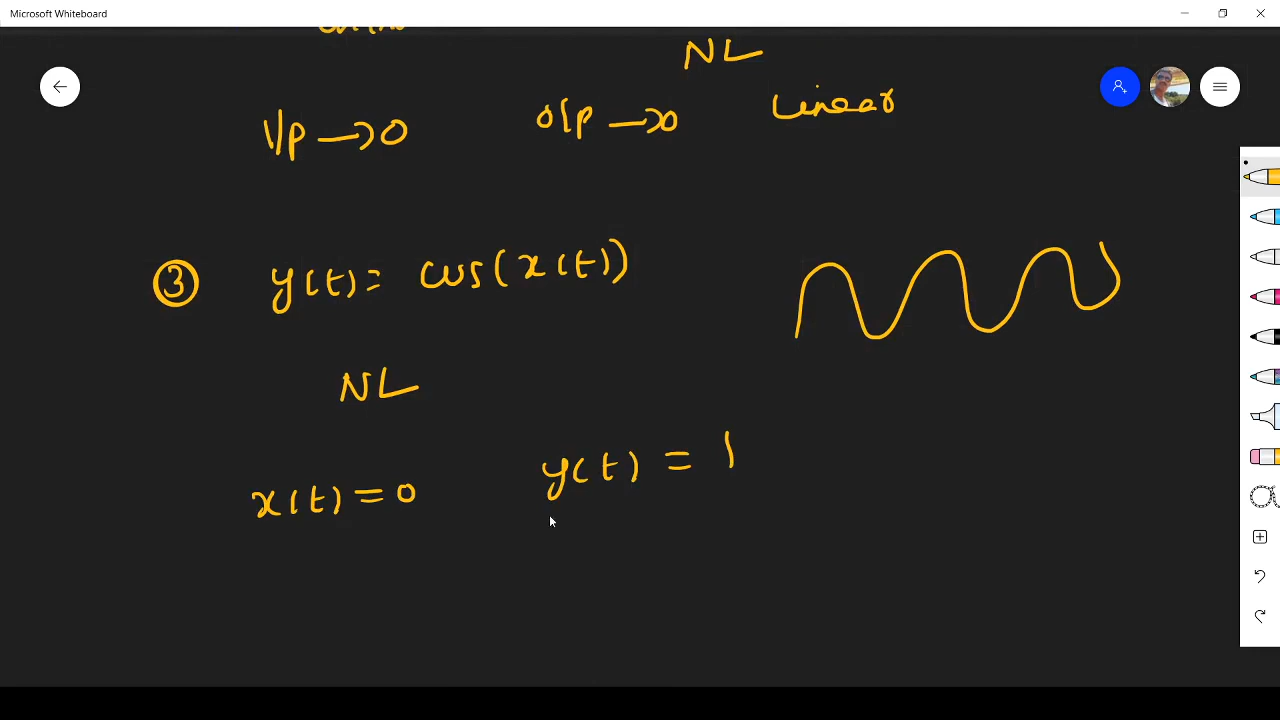 Microsoft Whiteboard
NL
I/p → 0 O/p → 0 Linear
③ y(t) = cos(x(t))
NL
x(t) = 0 y(t) = 1